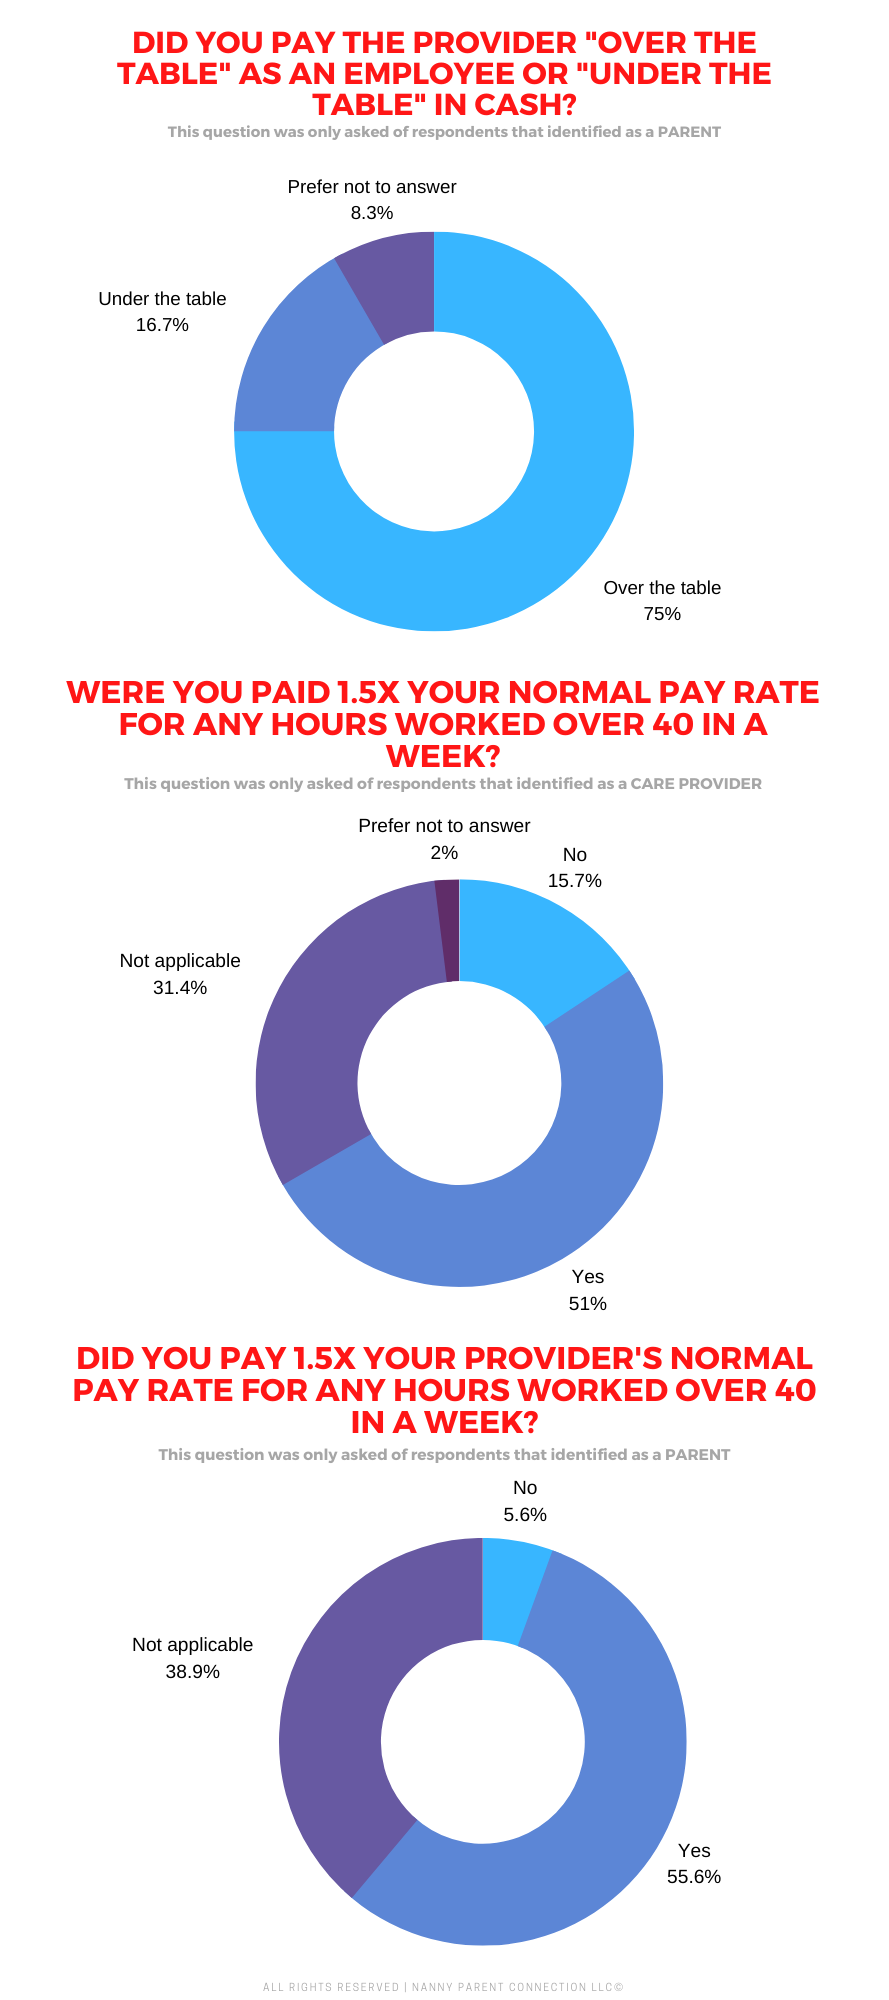 DID YOU PAY THE PROVIDER "OVER THE
TABLE" AS AN EMPLOYEE OR "UNDER THE
TABLE" IN CASH?
This question was only asked of respondents that identified as a PARENT
Prefer not to answer
8.3%
Under the table
16.7%
Over the table
75%
WERE YOU PAID 1.5X YOUR NORMAL PAY RATE
FOR ANY HOURS WORKED OVER 40 IN A
WEEK?
This question was only asked of respondents that identified as a CARE PROVIDER
Prefer not to answer
2%
No
15.7%
Not applicable
31.4%
Yes
51%
DID YOU PAY 1.5X YOUR PROVIDER'S NORMAL
PAY RATE FOR ANY HOURS WORKED OVER 40
IN A WEEK?
This question was only asked of respondents that identified as a PARENT
No
5.6%
Not applicable
38.9%
Yes
55.6%
ALL RIGHTS RESERVED | NANNY PARENT CONNECTION LLC©